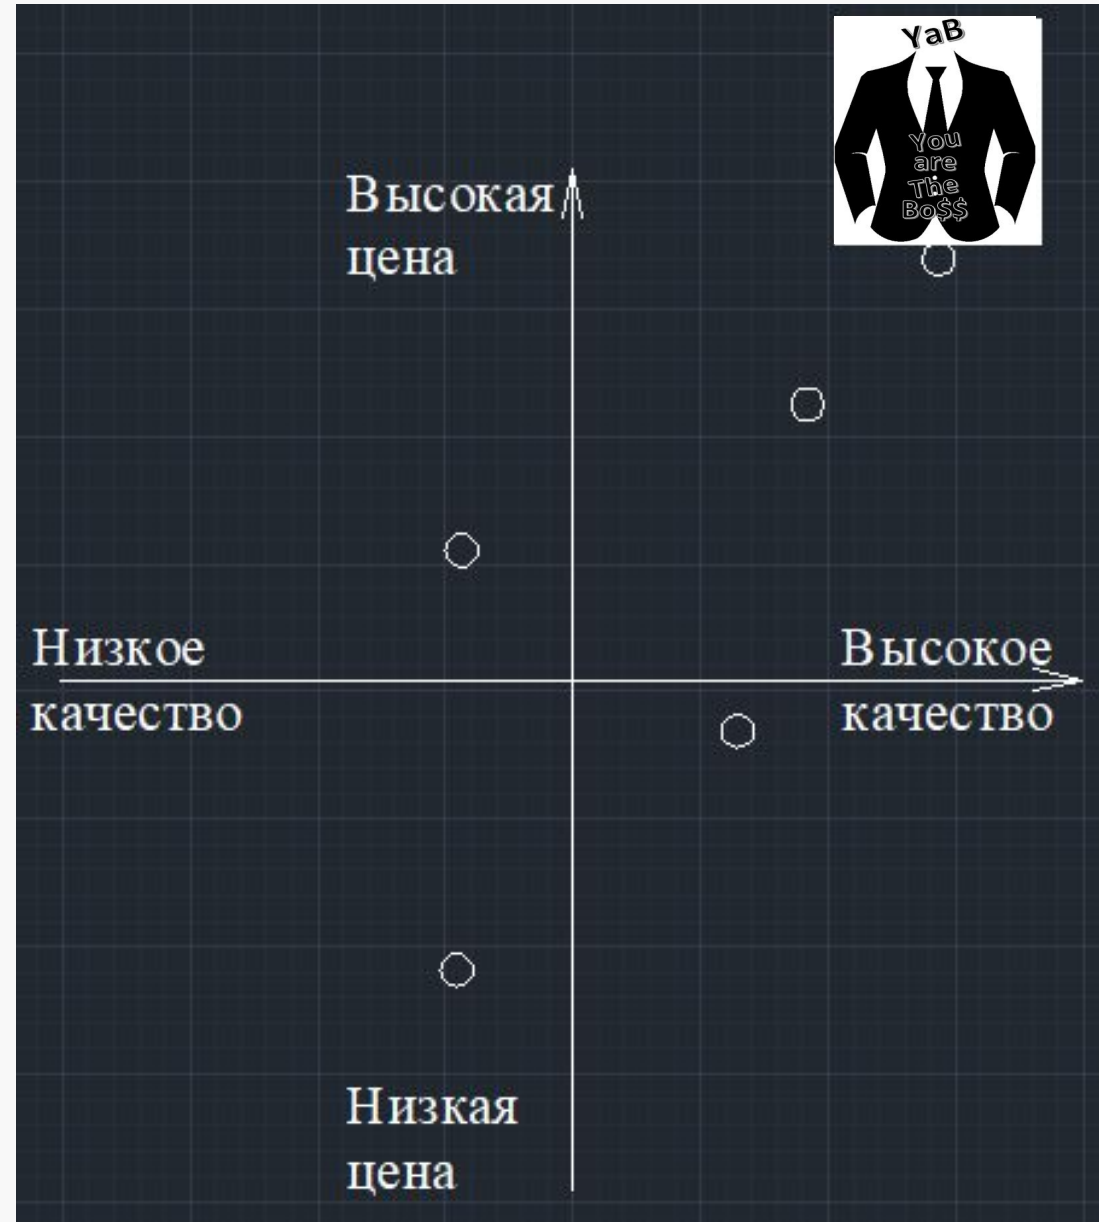 YaB
You
are
The
Bo$$
Высокая
цена
Низкое
качество
Высокое
качество
Низкая
цена